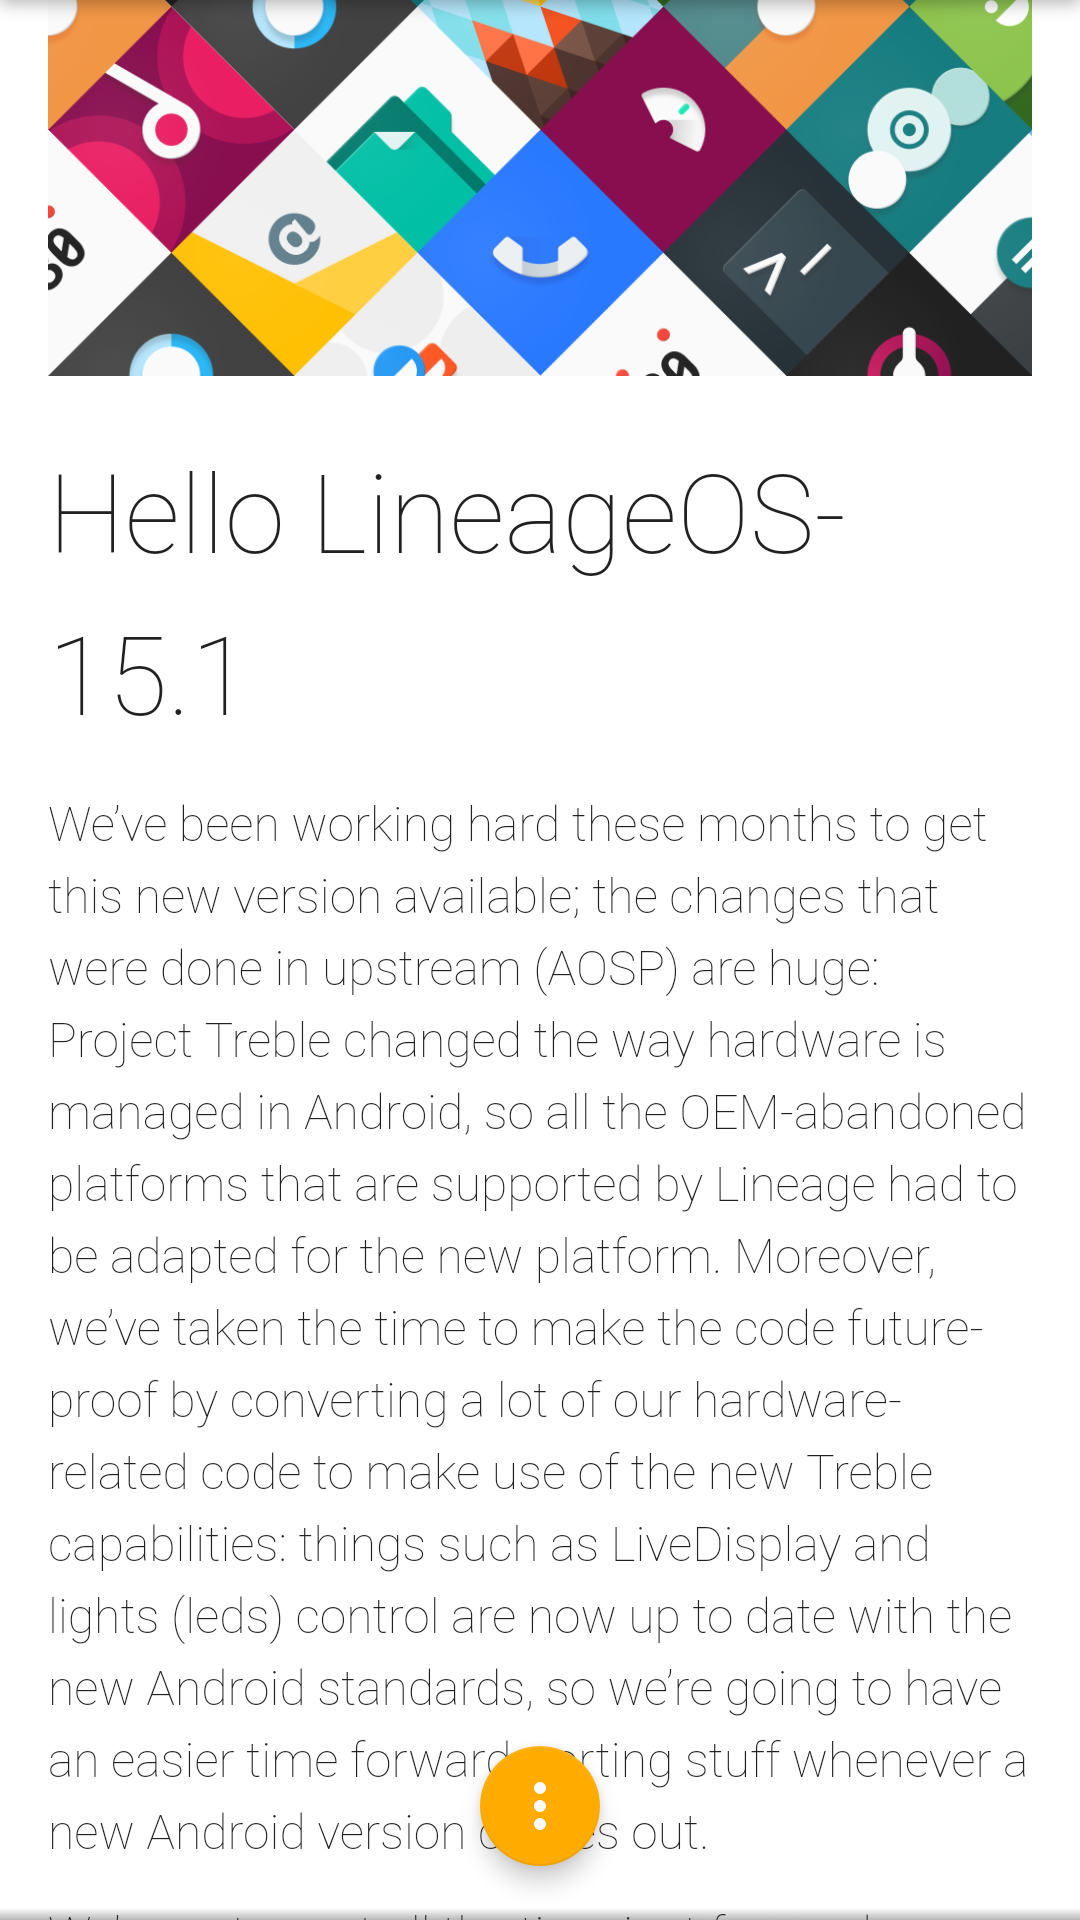 Hello LineageOS-
15.1
We’ve been working hard these months to get
this new version available; the changes that
were done in upstream (AOSP) are huge:
Project Treble changed the way hardware is
managed in Android, so all the OEM-abandoned
platforms that are supported by Lineage had to
be adapted for the new platform. Moreover,
we’ve taken the time to make the code future-
proof by converting a lot of our hardware-
related code to make use of the new Treble
capabilities: things such as LiveDisplay and
lights (leds) control are now up to date with the
new Android standards, so we’re going to have
an easier time stuff whenever a
new Android version out.